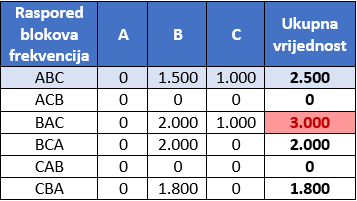 Raspored blokova frekvencija A B C Ukupna vrijednost
ABC 0 1.500 1.000 2.500
ACB 0 0 0 0
BAC 0 2.000 1.000 3.000
BCA 0 2.000 0 2.000
CAB 0 0 0 0
CBA 0 1.800 0 1.800